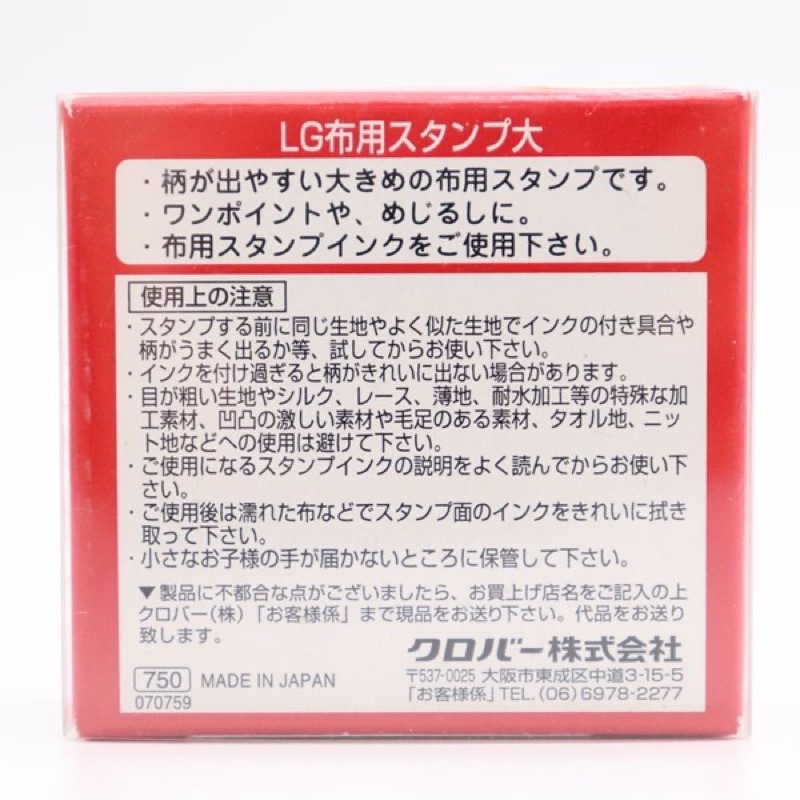 LG布用スタンプ大
・柄が出やすい大きめの布用スタンプです。
・ワンポイントや、めじるしに。
・布用スタンプインクをご使用下さい。
使用上の注意
・スタンプする前に同じ生地やよく似た生地でインクの付き具合や
柄がうまく出るか等、試してからお使い下さい。
・インクを付け過ぎると柄がきれいに出ない場合があります。
・目が粗い生地やシルク、レース、薄地、耐水加工等の特殊な加
工素材、凹凸の激しい素材や毛足のある素材、タオル地、ニッ
ト地などへの使用は避けて下さい。
・ご使用になるスタンプインクの説明をよく読んでからお使い下
さい。
・ご使用後は濡れた布などでスタンプ面のインクをきれいに拭き
取って下さい。
・小さなお子様の手が届かないところに保管して下さい。
▼製品に不都合な点がございましたら、お買上げ店名をご記入の上
クロバー(株)「お客様係」まで現品をお送り下さい。代品をお送り
致します。
クロバー株式会社
〒537-0025 大阪市東成区中道3-15-5
「お客様係」TEL.(06)6978-2277
750 MADE IN JAPAN
070759